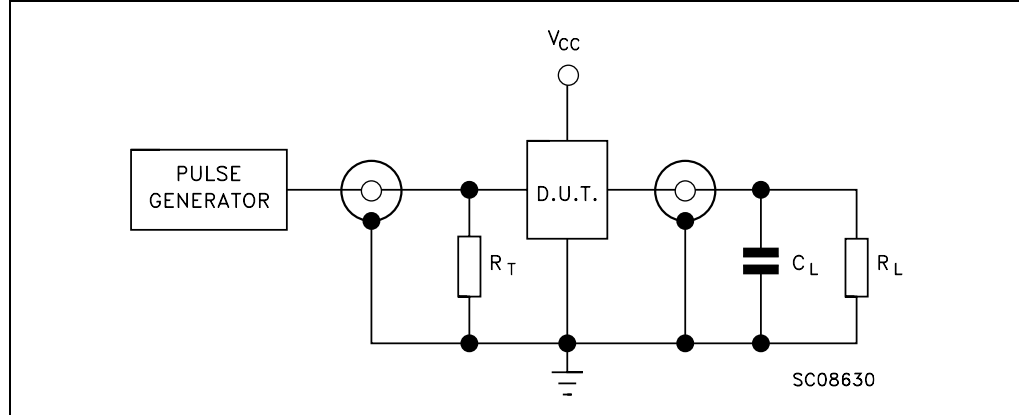 VCC
PULSE
GENERATOR
D.U.T.
RT
CL
RL
SC08630